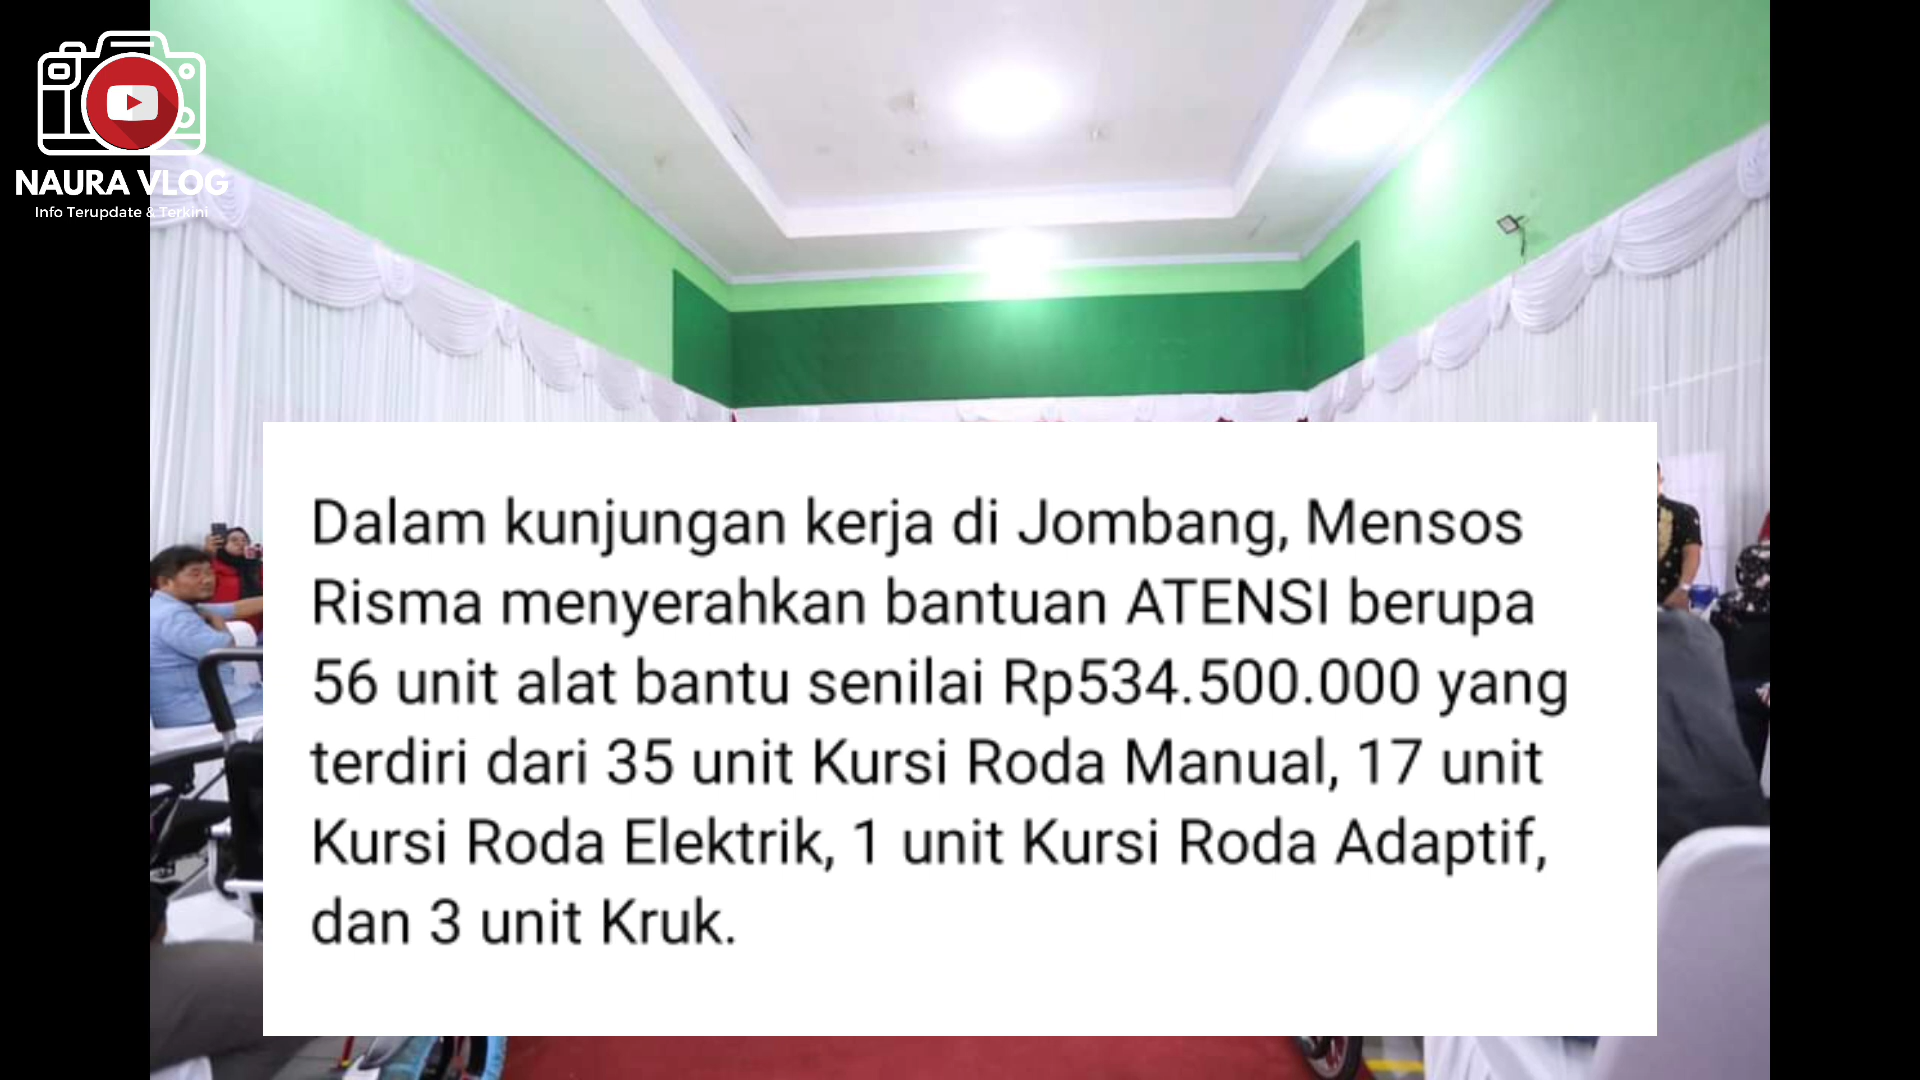 NAURA VLOG
Info Terupdate & Terkini
Dalam kunjungan kerja di Jombang, Mensos
Risma menyerahkan bantuan ATENSI berupa
56 unit alat bantu senilai Rp534.500.000 yang
terdiri dari 35 unit Kursi Roda Manual, 17 unit
Kursi Roda Elektrik, 1 unit Kursi Roda Adaptif,
dan 3 unit Kruk.